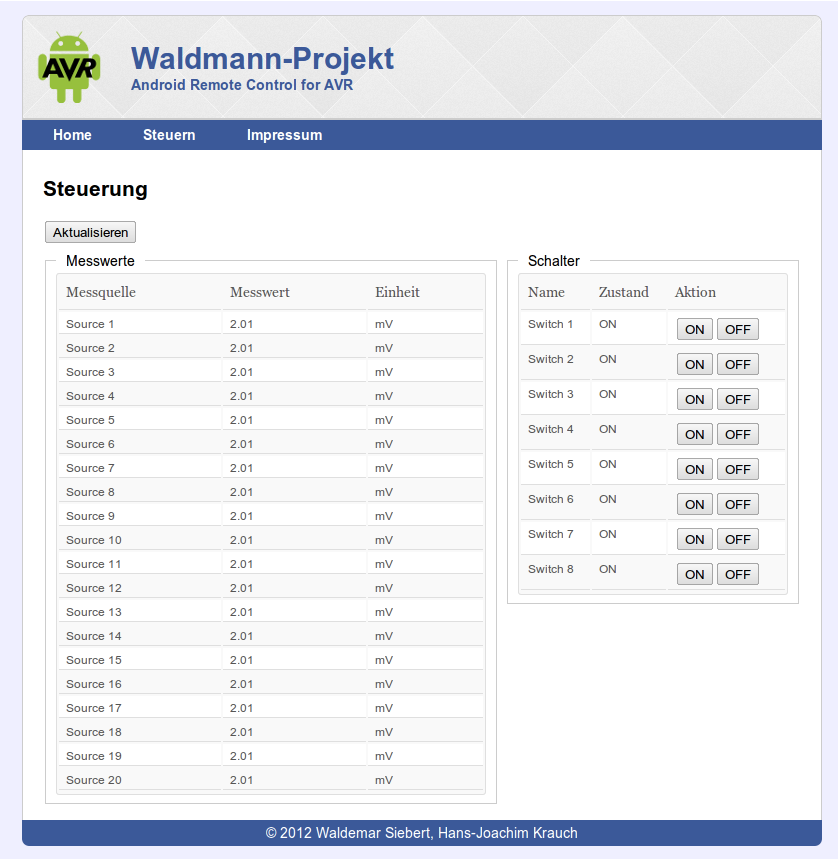 AVR
Waldmann-Projekt
Android Remote Control for AVR
Home Steuern Impressum
Steuerung
Aktualisieren
Messwerte
Messquelle Messwert Einheit
Source 1 2.01 mV
Source 2 2.01 mV
Source 3 2.01 mV
Source 4 2.01 mV
Source 5 2.01 mV
Source 6 2.01 mV
Source 7 2.01 mV
Source 8 2.01 mV
Source 9 2.01 mV
Source 10 2.01 mV
Source 11 2.01 mV
Source 12 2.01 mV
Source 13 2.01 mV
Source 14 2.01 mV
Source 15 2.01 mV
Source 16 2.01 mV
Source 17 2.01 mV
Source 18 2.01 mV
Source 19 2.01 mV
Source 20 2.01 mV
Schalter
Name Zustand Aktion
Switch 1 ON ON OFF
Switch 2 ON ON OFF
Switch 3 ON ON OFF
Switch 4 ON ON OFF
Switch 5 ON ON OFF
Switch 6 ON ON OFF
Switch 7 ON ON OFF
Switch 8 ON ON OFF
© 2012 Waldemar Siebert, Hans-Joachim Krauch